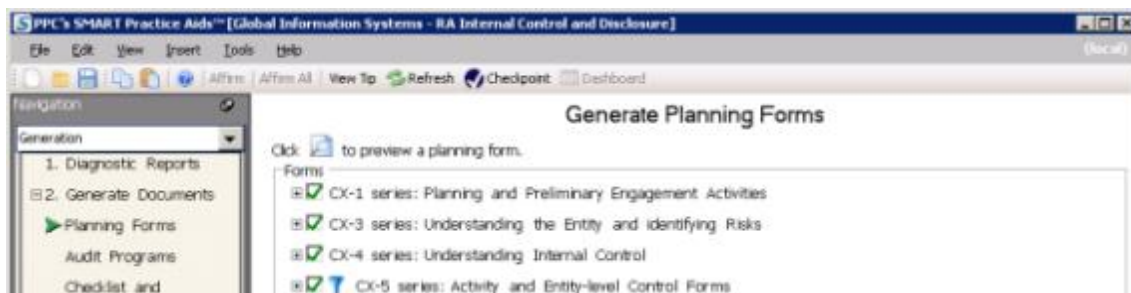 PPC's SMART Practice Aids™ [Global Information Systems - RA Internal Control and Disclosure]
File Edit View Insert Tools Help (local)
Affirm Affirm All View Tip Refresh Checkpoint Dashboard
Navigation
Generation
1. Diagnostic Reports
2. Generate Documents
Planning Forms
Audit Programs
Checklist and
Generate Planning Forms
Click to preview a planning form.
Forms
CX-1 series: Planning and Preliminary Engagement Activities
CX-3 series: Understanding the Entity and identifying Risks
CX-4 series: Understanding Internal Control
CX-5 series: Activity and Entity-level Control Forms